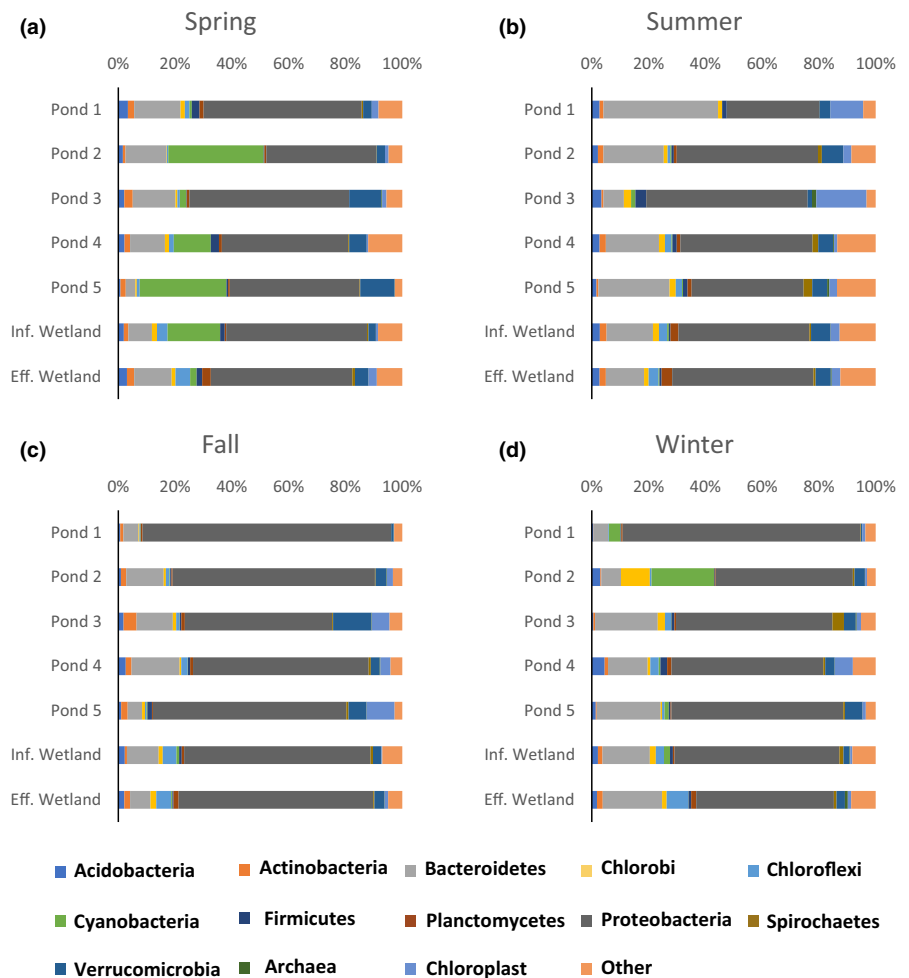 (a) Spring
0% 20% 40% 60% 80% 100%
Pond 1
Pond 2
Pond 3
Pond 4
Pond 5
Inf. Wetland
Eff. Wetland
(b) Summer
0% 20% 40% 60% 80% 100%
Pond 1
Pond 2
Pond 3
Pond 4
Pond 5
Inf. Wetland
Eff. Wetland
(c) Fall
0% 20% 40% 60% 80% 100%
Pond 1
Pond 2
Pond 3
Pond 4
Pond 5
Inf. Wetland
Eff. Wetland
(d) Winter
0% 20% 40% 60% 80% 100%
Pond 1
Pond 2
Pond 3
Pond 4
Pond 5
Inf. Wetland
Eff. Wetland
Acidobacteria Actinobacteria Bacteroidetes Chlorobi Chloroflexi
Cyanobacteria Firmicutes Planctomycetes Proteobacteria Spirochaetes
Verrucomicrobia Archaea Chloroplast Other